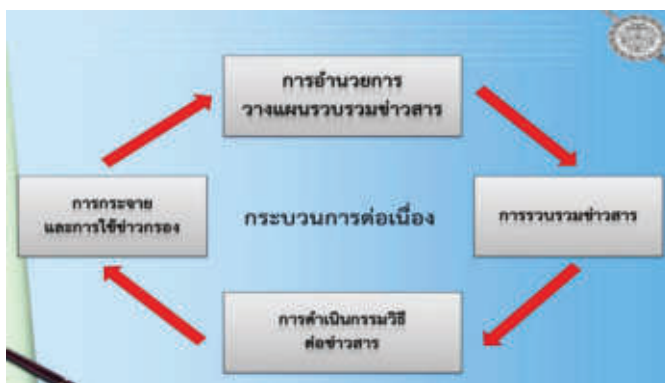 การอำนวยการ
วางแผนรวบรวมข่าวสาร
การกระจาย
และการใช้ข่าวกรอง
กระบวนการต่อเนื่อง
การรวบรวมข่าวสาร
การดำเนินกรรมวิธี
ต่อข่าวสาร